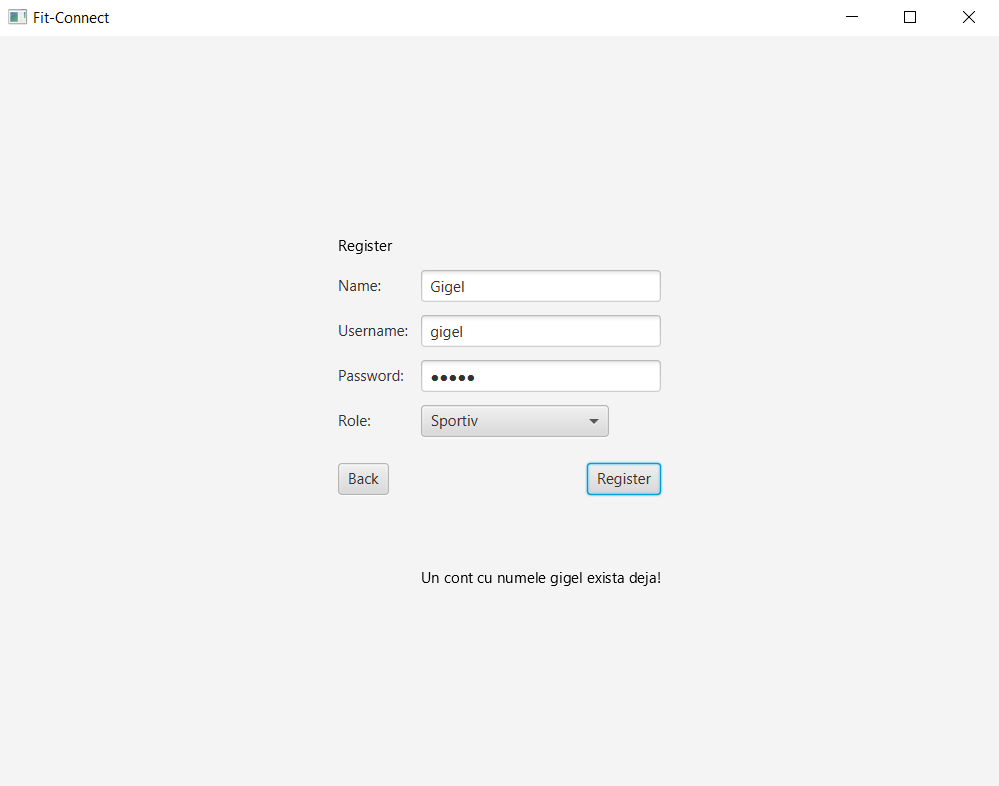 Fit-Connect
Register
Name: Gigel
Username: gigel
Password: ●●●●●
Role: Sportiv
Back Register
Un cont cu numele gigel exista deja!